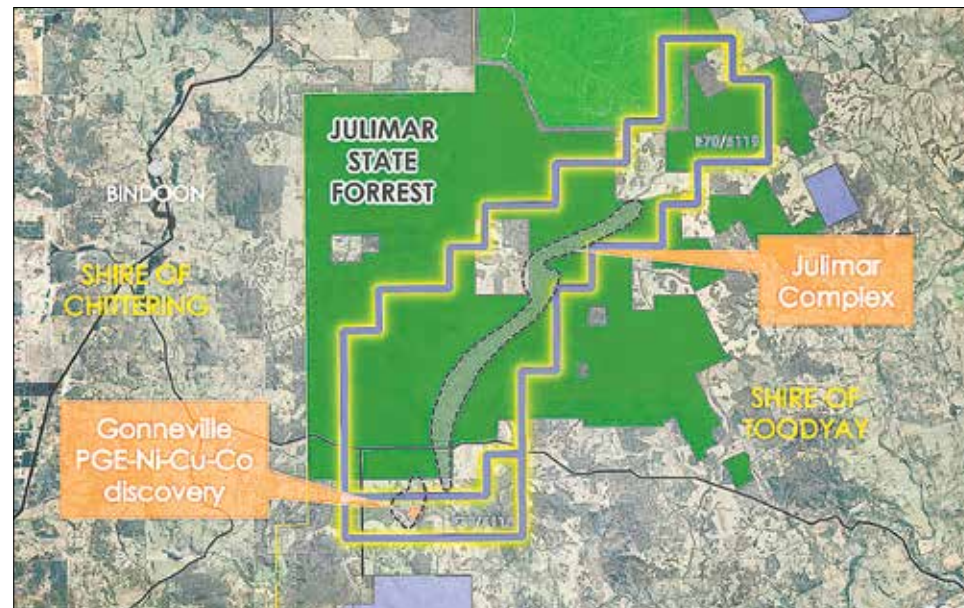 JULIMAR
STATE
FORREST
BINDOON
SHIRE OF
CHITTERING
Julimar
Complex
SHIRE OF
TOODYAY
Gonneville
PGE-Ni-Cu-Co
discovery